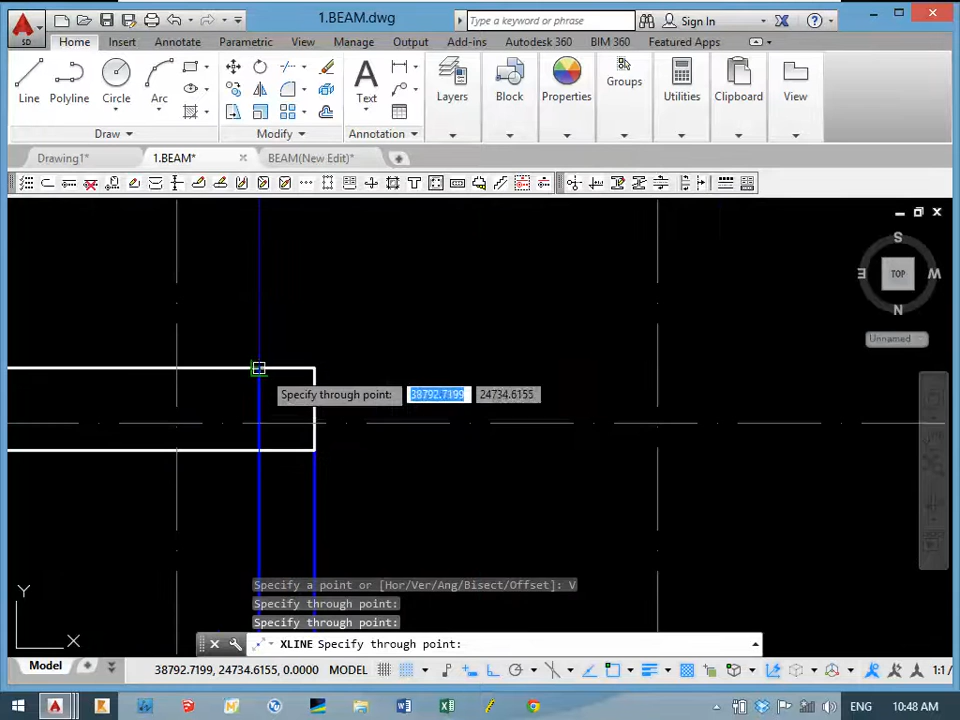 1.BEAM.dwg
Type a keyword or phrase
Sign In
SD
Home Insert Annotate Parametric View Manage Output Add-ins Autodesk 360 BIM 360 Featured Apps
Line Polyline Circle Arc Text Layers Block Properties Groups Utilities Clipboard View
Draw Modify Annotation
Drawing1* 1.BEAM* BEAM(New Edit)*
S
E TOP W
N
Unnamed
Specify through point: 38792.7199 24734.6155
Specify a point or [Hor/Ver/Ang/Bisect/Offset]: V
Specify through point:
Specify through point:
Y
X
XLINE Specify through point:
Model 38792.7199, 24734.6155, 0.0000 MODEL 1:1/
ENG 10:48 AM